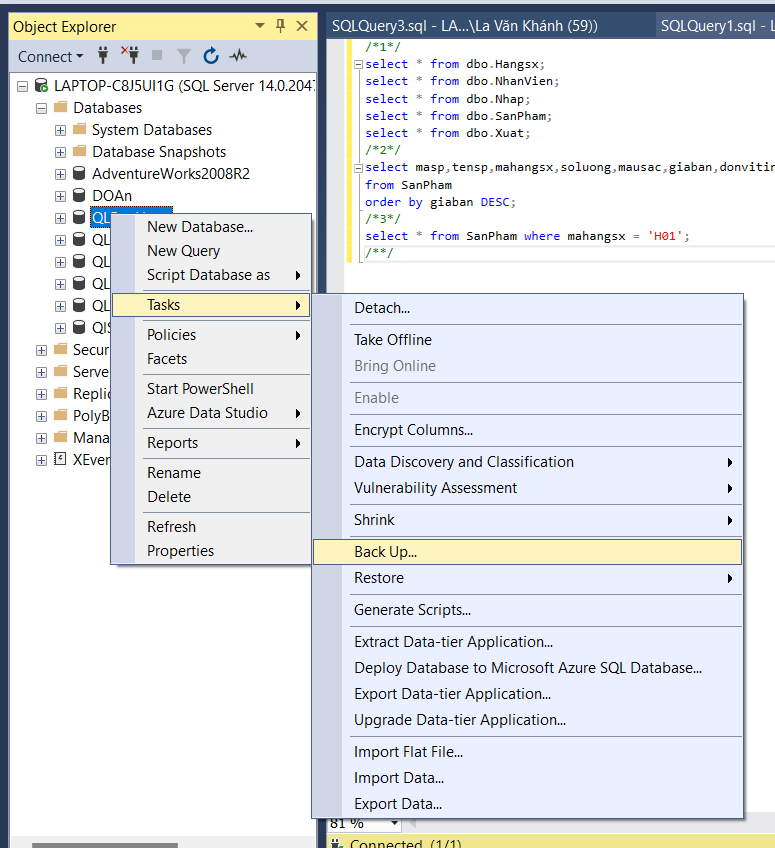 Object Explorer
Connect
LAPTOP-C8J5UI1G (SQL Server 14.0.2047
Databases
System Databases
Database Snapshots
AdventureWorks2008R2
DOAn
QL
QL
QL
QL
QIS
Secur
Serve
Replic
PolyB
Mana
XEver
New Database...
New Query
Script Database as
Tasks
Policies
Facets
Start PowerShell
Azure Data Studio
Reports
Rename
Delete
Refresh
Properties
Detach...
Take Offline
Bring Online
Enable
Encrypt Columns...
Data Discovery and Classification
Vulnerability Assessment
Shrink
Back Up...
Restore
Generate Scripts...
Extract Data-tier Application...
Deploy Database to Microsoft Azure SQL Database...
Export Data-tier Application...
Upgrade Data-tier Application...
Import Flat File...
Import Data...
Export Data...
SQLQuery3.sql - LA...\La Văn Khánh (59))
SQLQuery1.sql - L
/*1*/
select * from dbo.Hangsx;
select * from dbo.NhanVien;
select * from dbo.Nhap;
select * from dbo.SanPham;
select * from dbo.Xuat;
/*2*/
select masp,tensp,mahangsx,soluong,mausac,giaban,donvitin
from SanPham
order by giaban DESC;
/*3*/
select * from SanPham where mahangsx = 'H01';
/**/
81 %
Connected. (1/1)